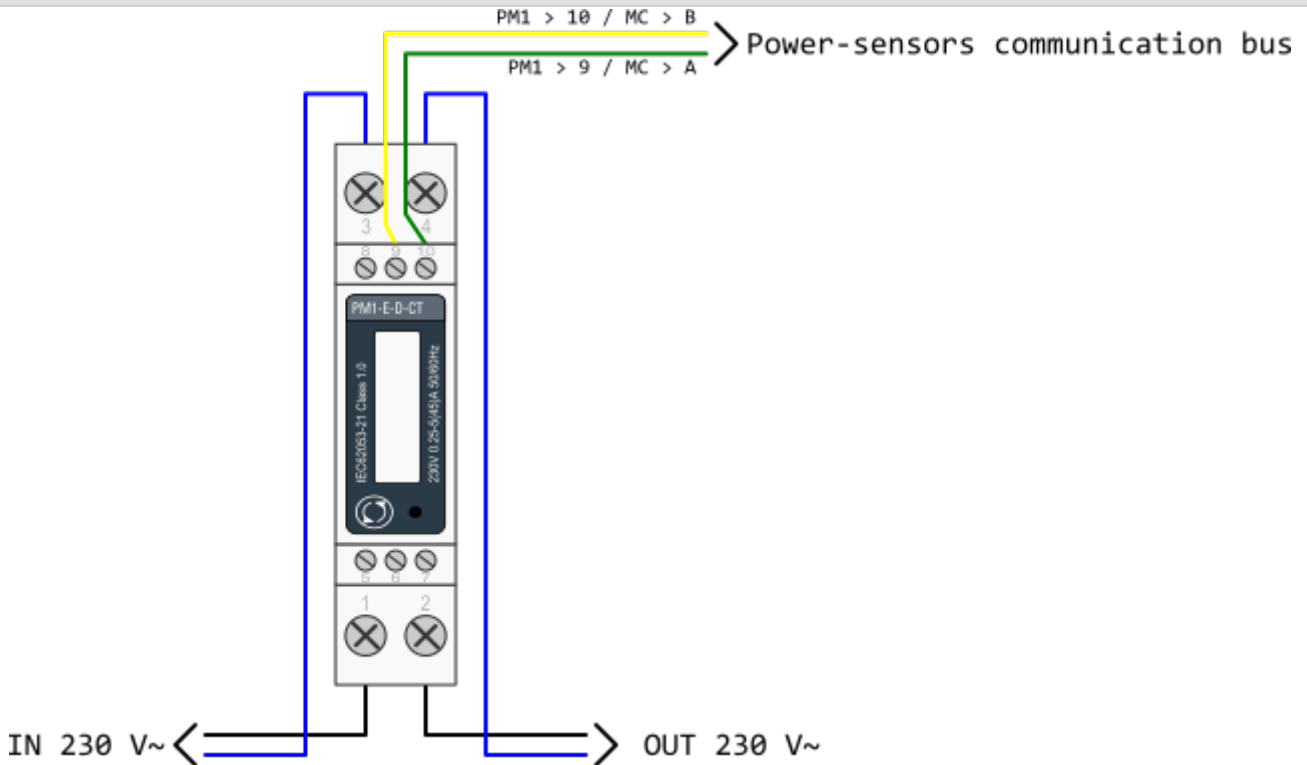 PM1 > 10 / MC > B
Power-sensors communication bus
PM1 > 9 / MC > A
3 4
8 9 10
PM1-E-D-CT
IEC62053-21 Class 1.0
230V 0.25-5(45)A 50/60Hz
5 6 7
1 2
IN 230 V~
OUT 230 V~